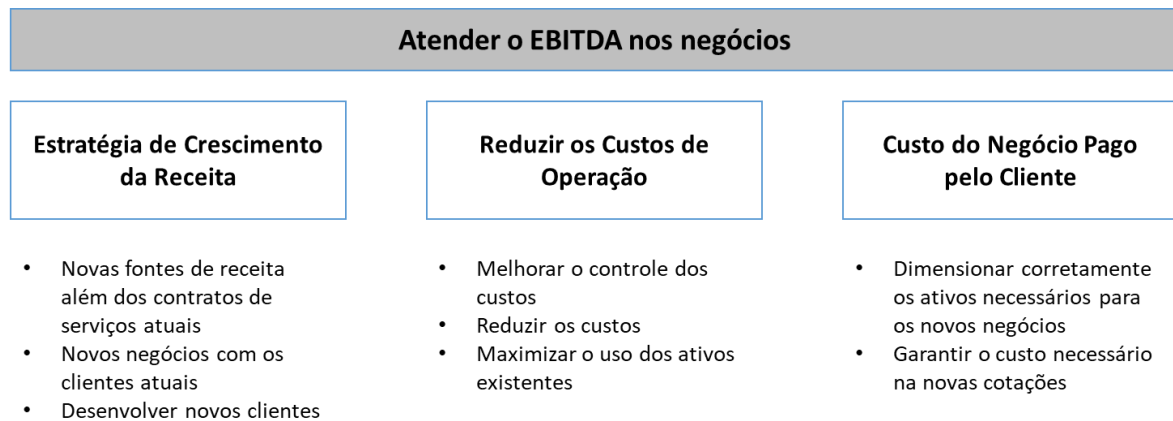 Atender o EBITDA nos negócios
Estratégia de Crescimento
da Receita
• Novas fontes de receita
além dos contratos de
serviços atuais
• Novos negócios com os
clientes atuais
• Desenvolver novos clientes
Reduzir os Custos de
Operação
• Melhorar o controle dos
custos
• Reduzir os custos
• Maximizar o uso dos ativos
existentes
Custo do Negócio Pago
pelo Cliente
• Dimensionar corretamente
os ativos necessários para
os novos negócios
• Garantir o custo necessário
na novas cotações